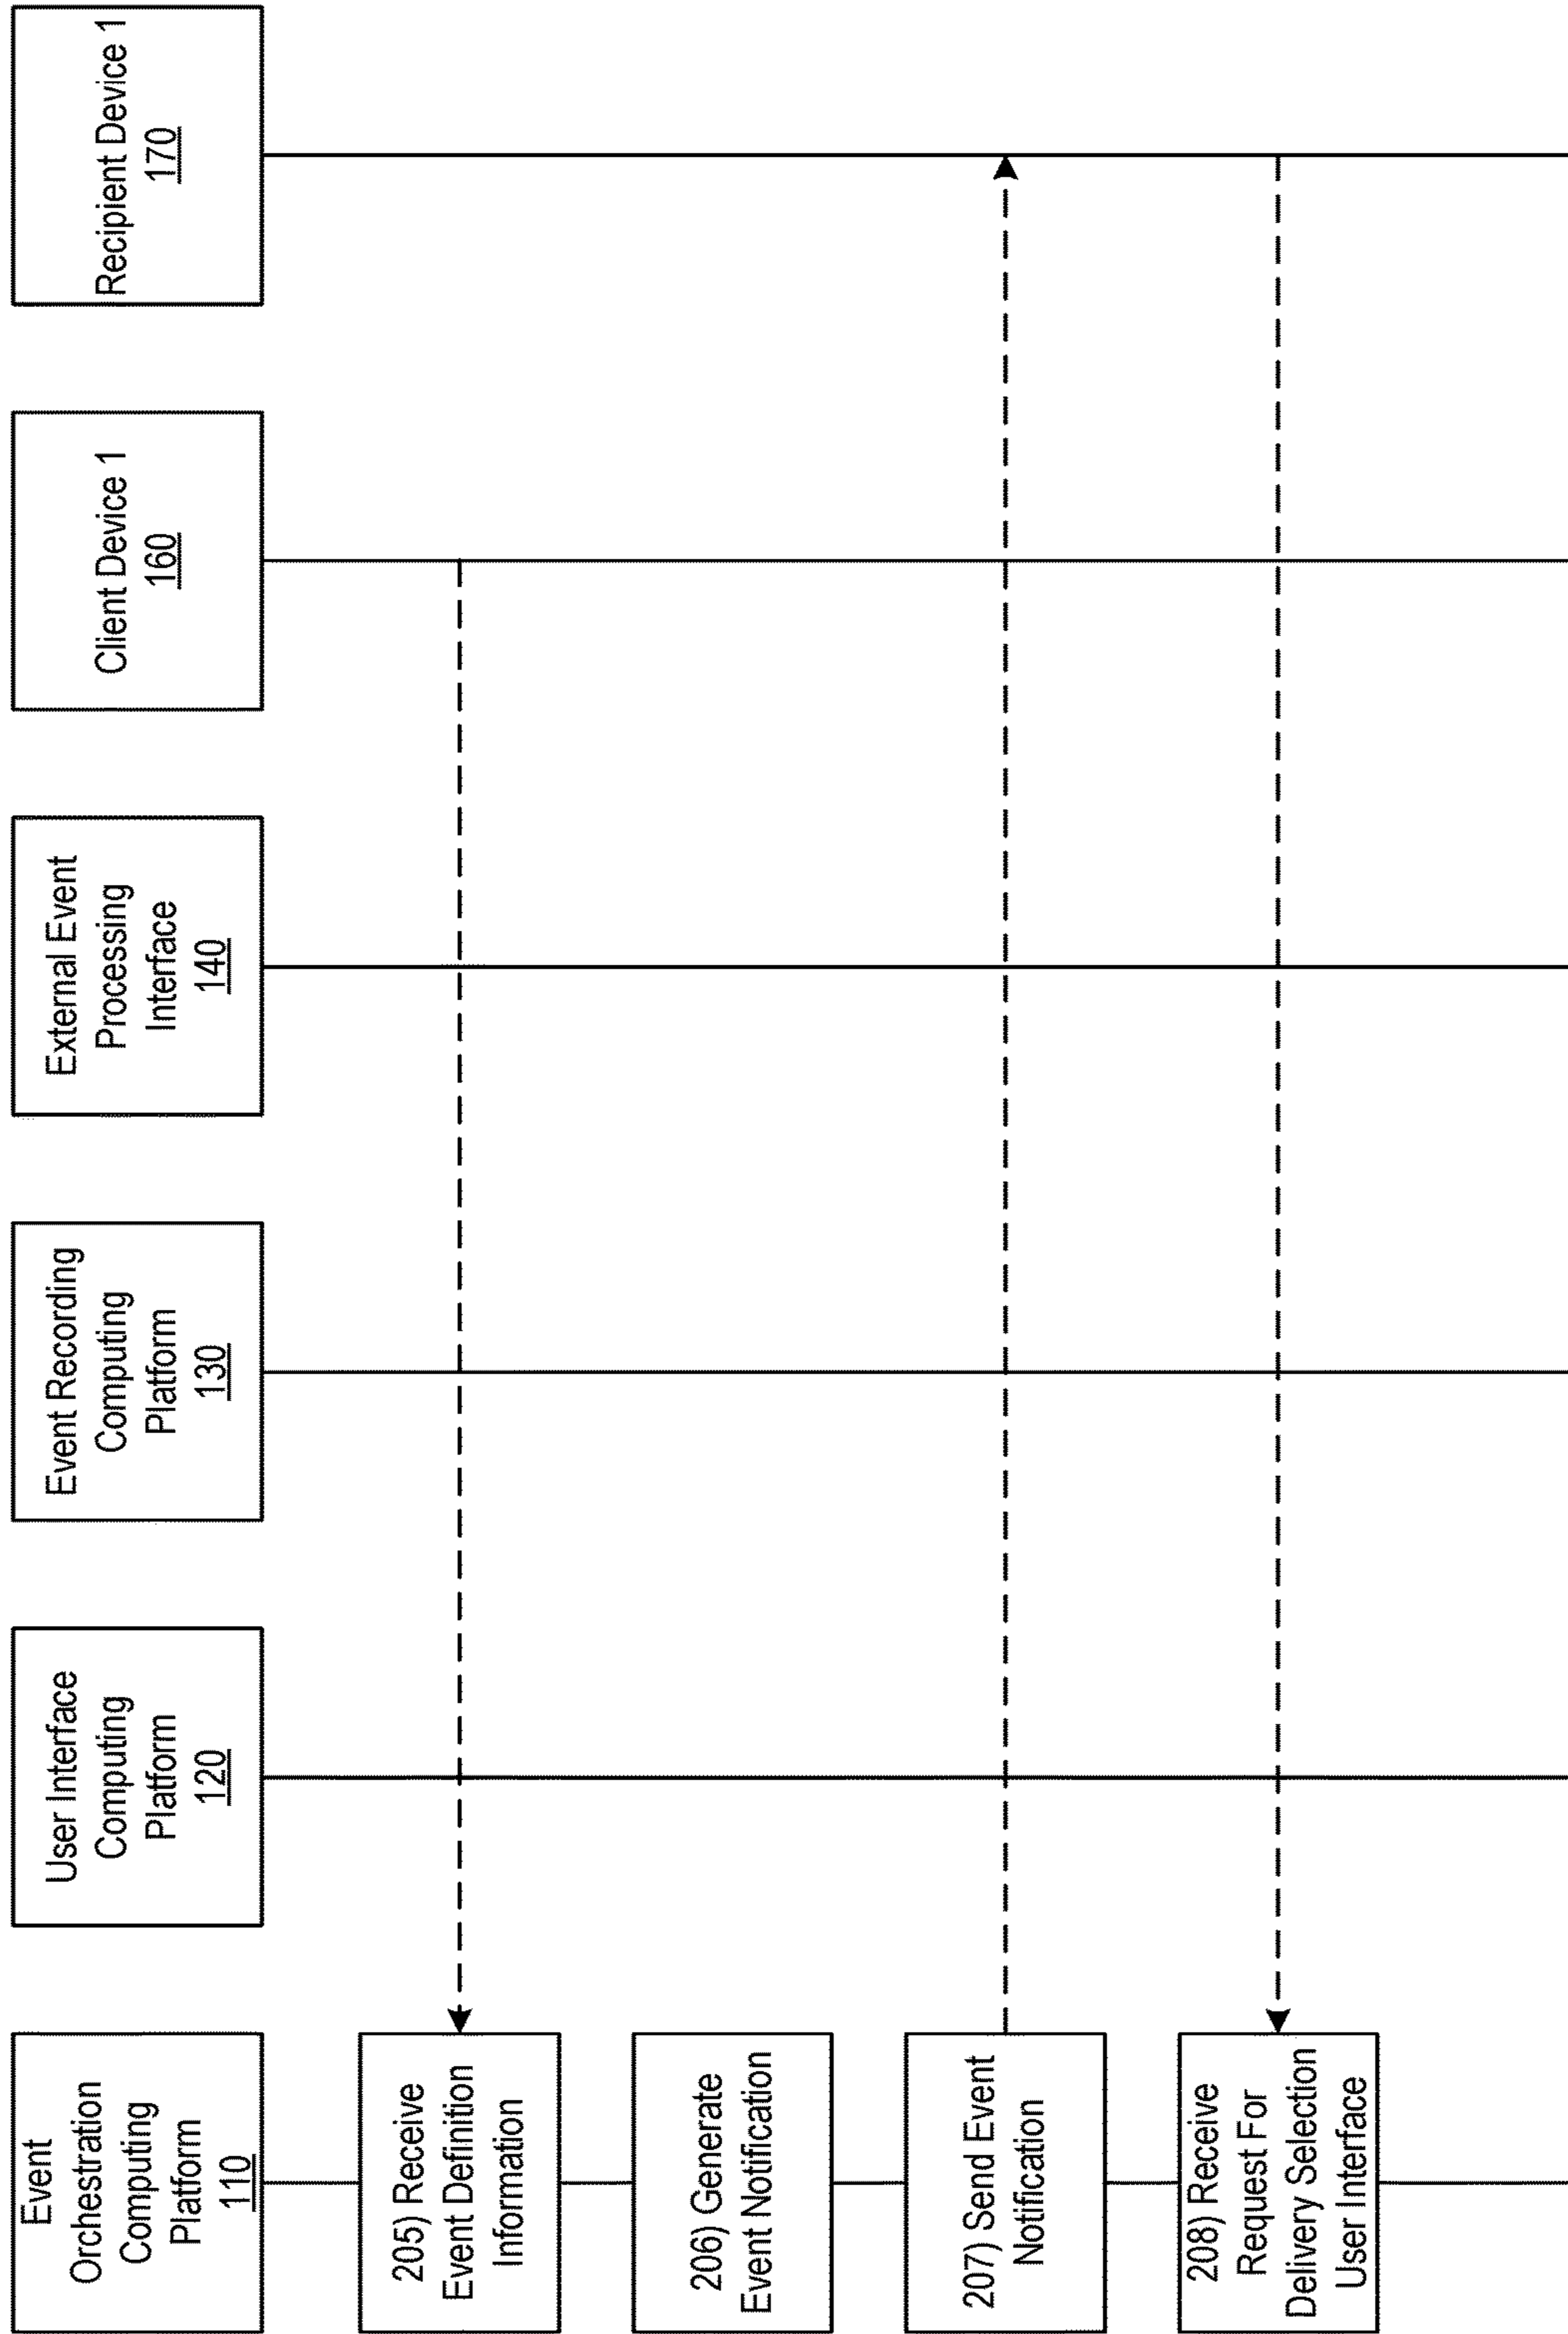 Event
Orchestration
Computing
Platform
110
User Interface
Computing
Platform
120
Event Recording
Computing
Platform
130
External Event
Processing
Interface
140
Client Device 1
160
Recipient Device 1
170
205) Receive
Event Definition
Information
206) Generate
Event Notification
207) Send Event
Notification
208) Receive
Request For
Delivery Selection
User Interface